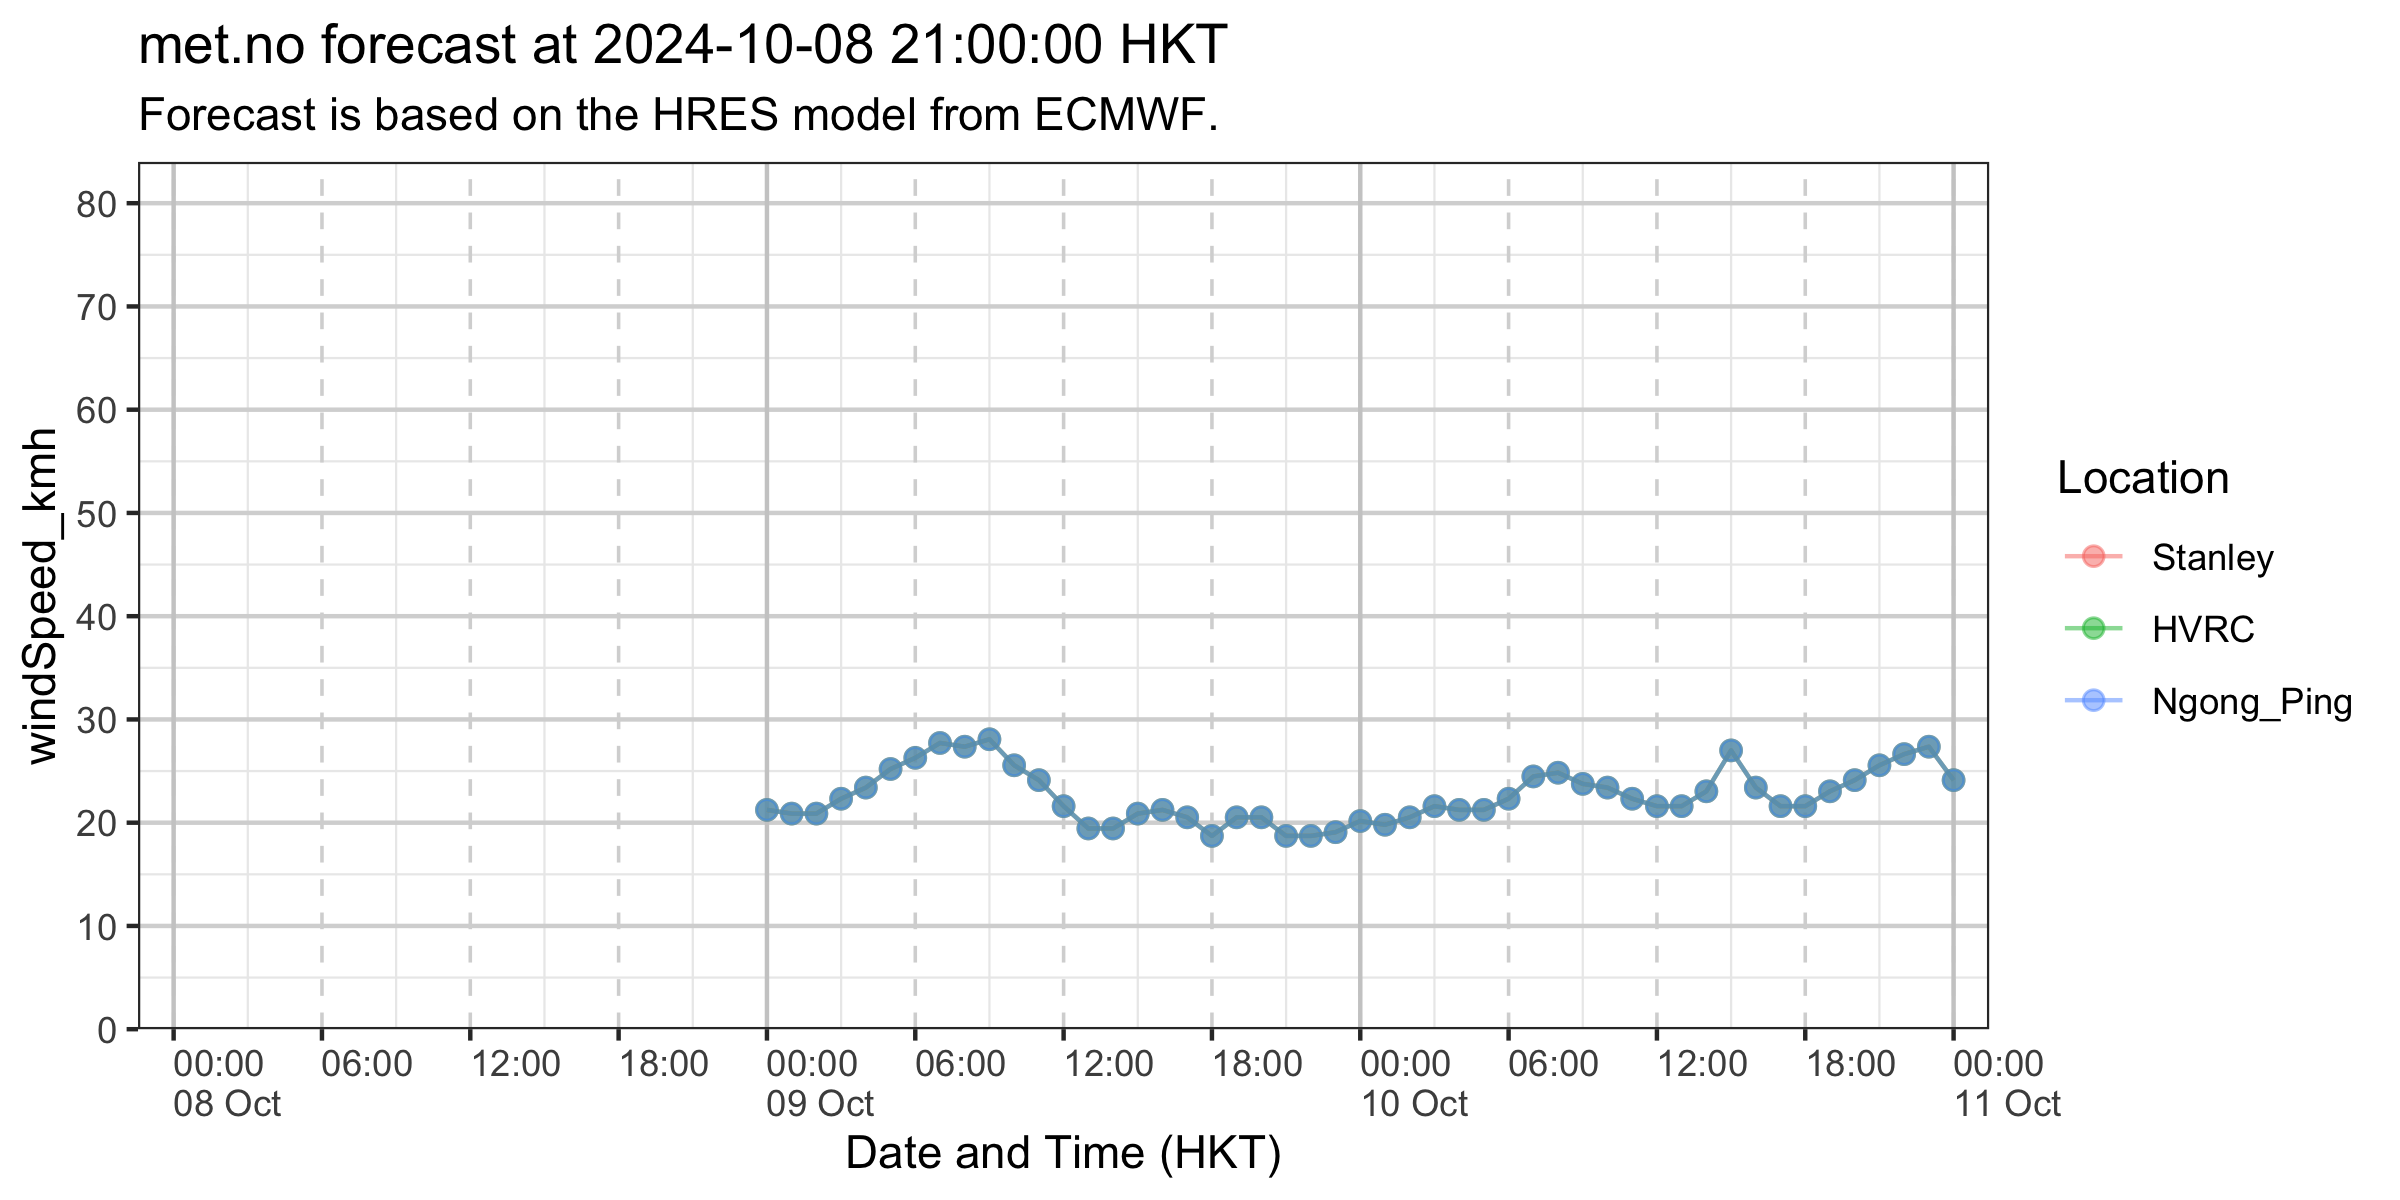 met.no forecast at 2024-10-08 21:00:00 HKT
Forecast is based on the HRES model from ECMWF.
windSpeed_kmh
80
70
60
50
40
30
20
10
0
00:00 06:00 12:00 18:00 00:00 06:00 12:00 18:00 00:00 06:00 12:00 18:00 00:00
08 Oct 09 Oct 10 Oct 11 Oct
Date and Time (HKT)
Location
Stanley
HVRC
Ngong_Ping